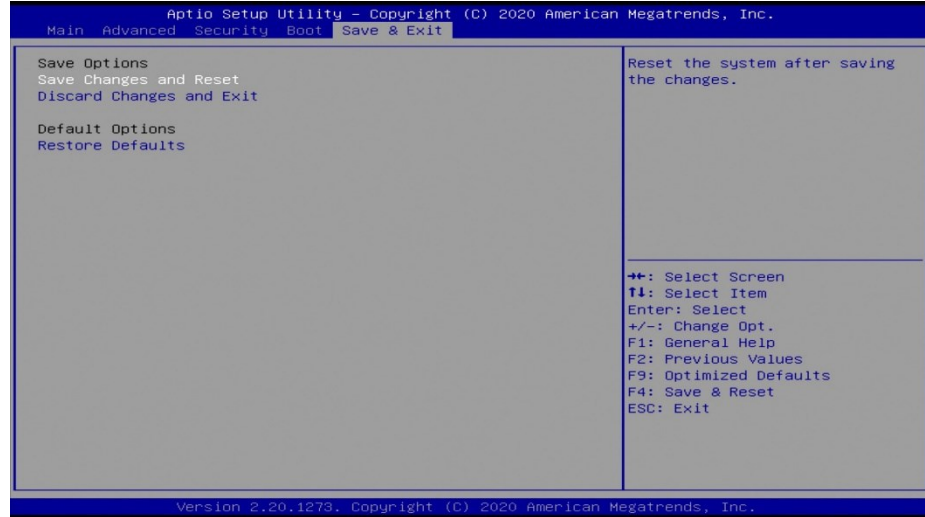 Aptio Setup Utility – Copyright (C) 2020 American Megatrends, Inc.
Main Advanced Security Boot Save & Exit
Save Options
Save Changes and Reset
Discard Changes and Exit
Default Options
Restore Defaults
Reset the system after saving
the changes.
→←: Select Screen
↑↓: Select Item
Enter: Select
+/-: Change Opt.
F1: General Help
F2: Previous Values
F9: Optimized Defaults
F4: Save & Reset
ESC: Exit
Version 2.20.1273. Copyright (C) 2020 American Megatrends, Inc.